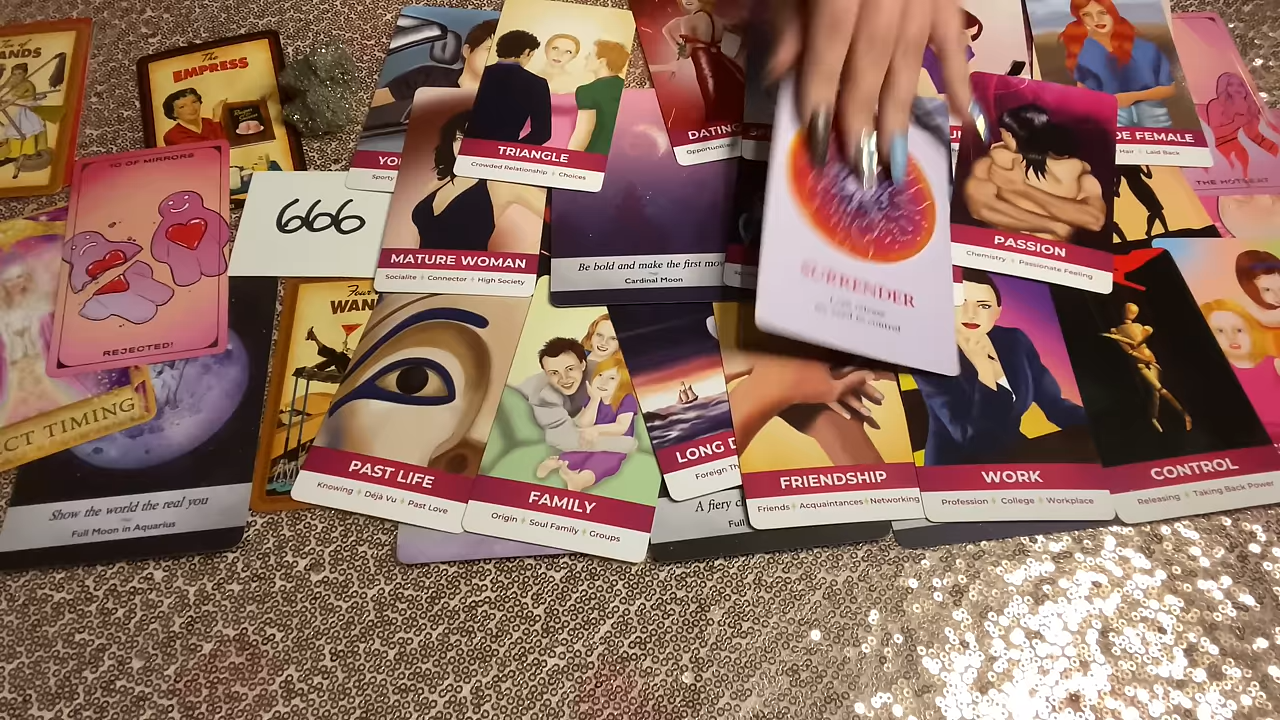 The
EMPRESS
10 OF MIRRORS
REJECTED!
666
CT TIMING
Show the world the real you
Full Moon in Aquarius
TRIANGLE
Crowded Relationship Choices
MATURE WOMAN
Socialite Connector High Society
Be bold and make the first
Cardinal Moon
DATING
SURRENDER
PASSION
Chemistry Passionate Feeling
FEMALE
Hair Laid Back
THE HOTSEAT
Four
WAN
PAST LIFE
Knowing Déjà Vu Past Love
FAMILY
Origin Soul Family Groups
LONG
Foreign
A fiery
Full
FRIENDSHIP
Friends Acquaintances Networking
WORK
Profession College Workplace
CONTROL
Releasing Taking Back Power